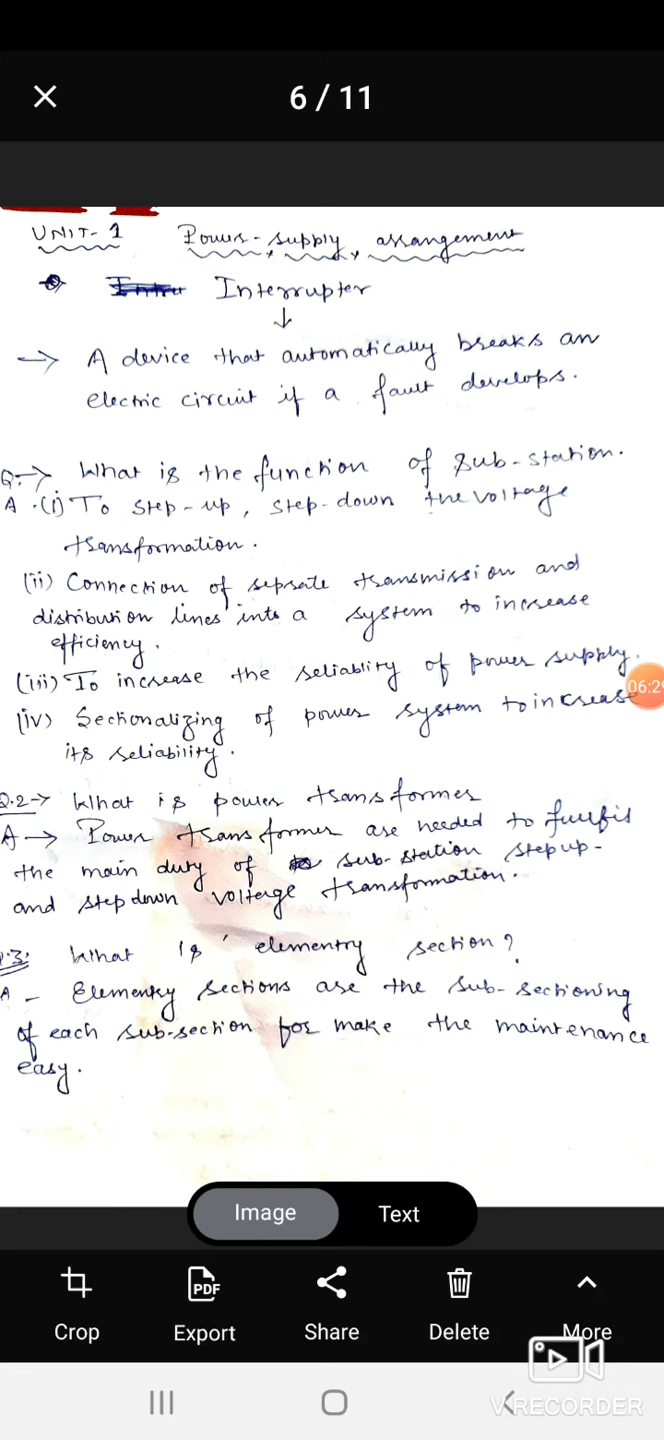 6 / 11
UNIT-1 Power-supply, arrangement
Interrupter
↓
→ A device that automatically breaks an
electric circuit if a fault develops.
Q.→ What is the function of sub-station.
A.(i) To step-up, step-down the voltage
transformation.
(ii) Connection of seprate transmission and
distribution lines into a system to increase
efficiency.
(iii) To increase the reliablity of power supply.
06:29
(iv) Sectionalizing of power system to increase
its reliability.
Q.2→ What is power transformer
A → Power transformer are needed to
the main duty of sub-station step up-
and step down voltage transformation.
.3: What is elementry section?
A - Elementry sections are the sub-sectioning
of each sub-section for make the maintenance
easy.
Image Text
Crop Export Share Delete More
PDF
V RECORDER